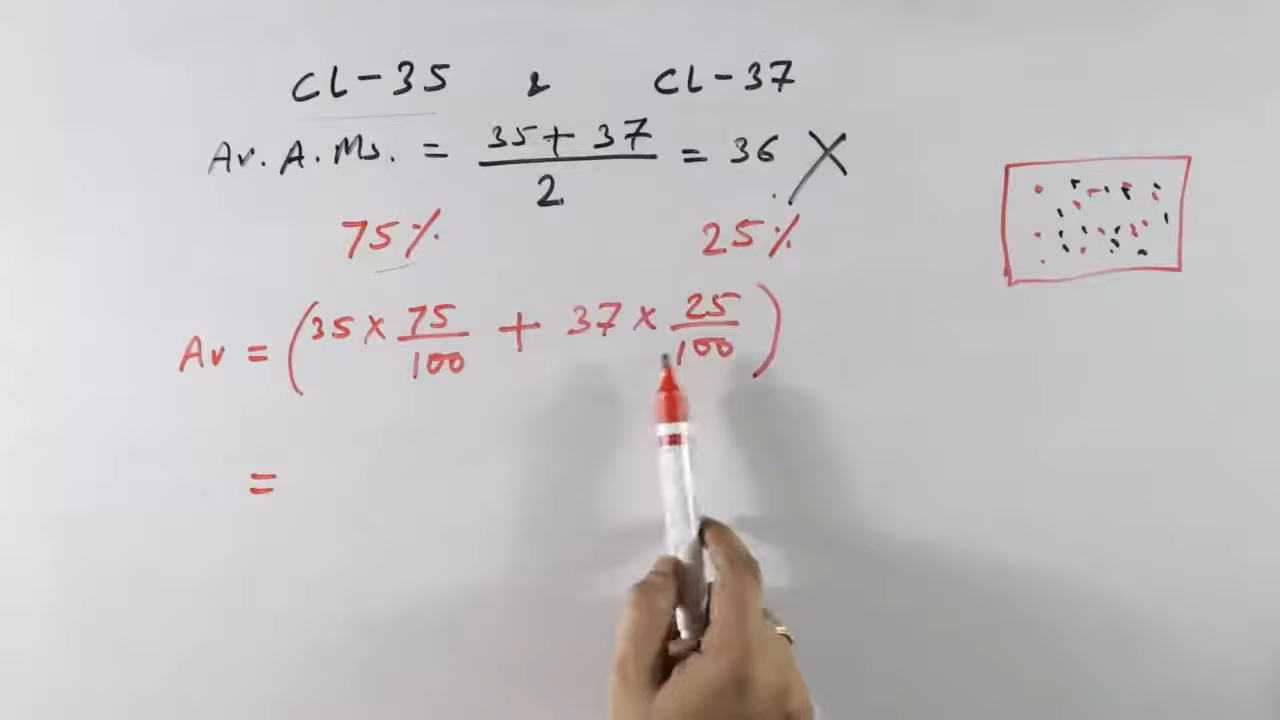 CL-35 & CL-37
Av. A. Ms. = 35 + 37 / 2 = 36 X
75% 25%
Av = ( 35 x 75/100 + 37 x 25/100 )
=